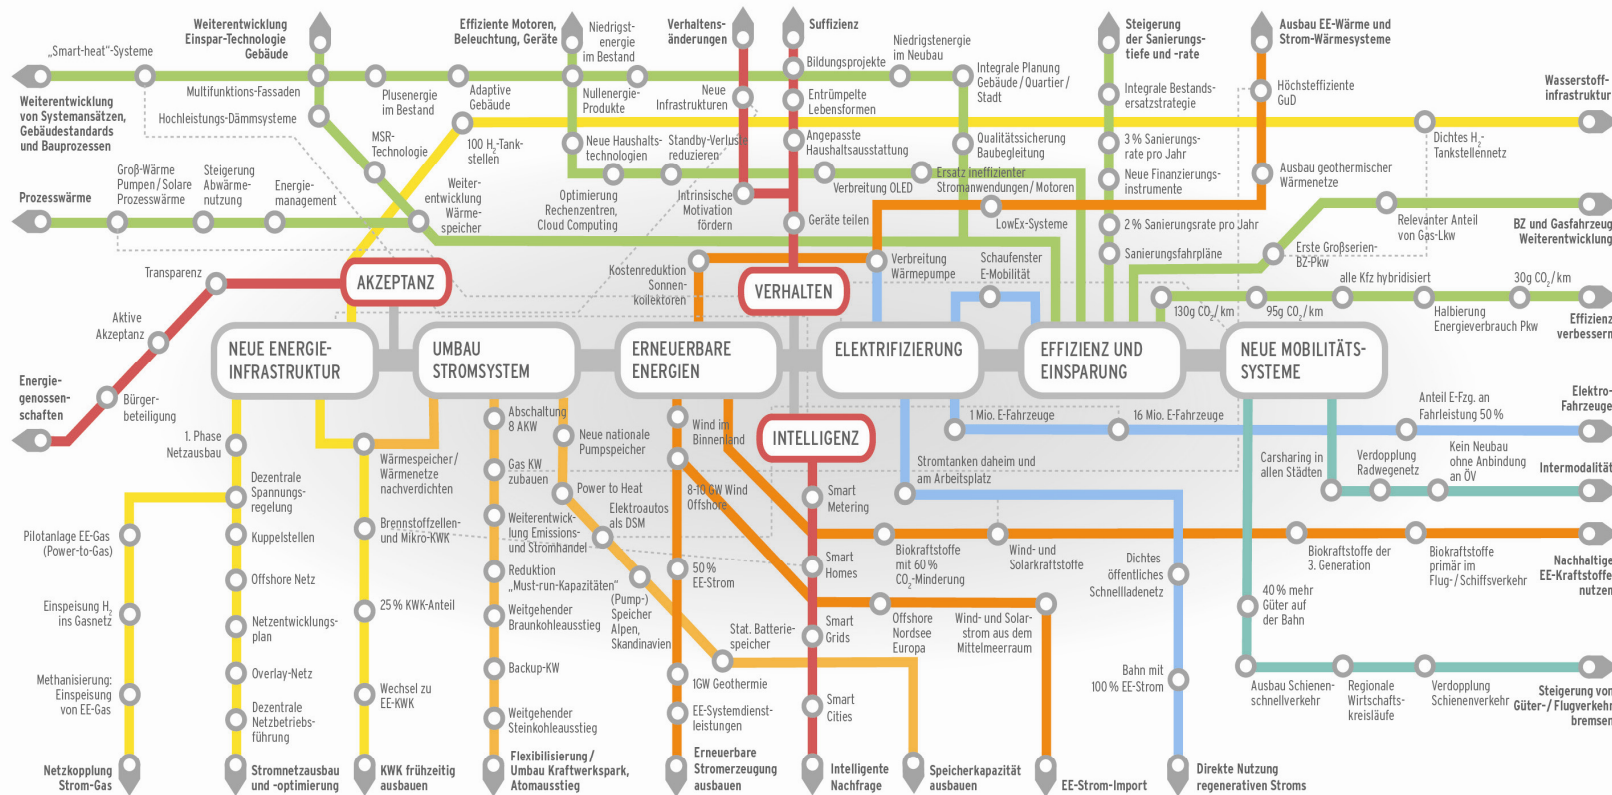 Weiterentwicklung
Einspar-Technologie
Gebäude
Effiziente Motoren,
Beleuchtung, Geräte
Niedrigst-
energie
im Bestand
Verhaltens-
änderungen
Suffizienz
Niedrigstenergie
im Neubau
Steigerung
der Sanierungs-
tiefe und -rate
Ausbau EE-Wärme und
Strom-Wärmesysteme
„Smart-heat“-Systeme
Weiterentwicklung
von Systemansätzen,
Gebäudestandards
und Bauprozessen
Multifunktions-Fassaden
Hochleistungs-Dämmsysteme
Plusenergie
im Bestand
Adaptive
Gebäude
Nullenergie-
Produkte
Neue
Infrastrukturen
Bildungsprojekte
Entrümpelte
Lebensformen
Integrale Planung
Gebäude / Quartier /
Stadt
Integrale Bestands-
ersatzstrategie
Höchsteffiziente
GuD
Wasserstoff-
infrastruktur
MSR-
Technologie
100 H2-Tank-
stellen
Neue Haushalts-
technologien
Standby-Verluste
reduzieren
Angepasste
Haushaltsausstattung
Qualitätssicherung
Baubegleitung
3 % Sanierungs-
rate pro Jahr
Dichtes H2-
Tankstellennetz
Prozesswärme
Groß-Wärme
Pumpen / Solare
Prozesswärme
Steigerung
Abwärme-
nutzung
Energie-
management
Weiter-
entwicklung
Wärme-
speicher
Optimierung
Rechenzentren,
Cloud Computing
Intrinsische
Motivation
fördern
Verbreitung OLED
Ersatz ineffizienter
Stromanwendungen / Motoren
Geräte teilen
LowEx-Systeme
Neue Finanzierungs-
instrumente
2 % Sanierungsrate pro Jahr
Sanierungsfahrpläne
Ausbau geothermischer
Wärmenetze
Relevanter Anteil
von Gas-Lkw
BZ und Gasfahrzeug
Weiterentwicklung
Erste Großserien-
BZ-Pkw
Transparenz
AKZEPTANZ
Kostenreduktion
Sonnen-
kollektoren
VERHALTEN
Verbreitung
Wärmepumpe
Schaufenster
E-Mobilität
130g CO2/ km
95g CO2/ km
alle Kfz hybridisiert
Halbierung
Energieverbrauch Pkw
30g CO2/ km
Effizienz
verbessern
Aktive
Akzeptanz
NEUE ENERGIE-
INFRASTRUKTUR
UMBAU
STROMSYSTEM
ERNEUERBARE
ENERGIEN
ELEKTRIFIZIERUNG
EFFIZIENZ UND
EINSPARUNG
NEUE MOBILITÄTS-
SYSTEME
Energie-
genossen-
schaften
Bürger-
beteiligung
1. Phase
Netzausbau
Wärmespeicher /
Wärmenetze
nachverdichten
Abschaltung
8 AKW
Neue nationale
Pumpspeicher
Wind im
Binnenland
INTELLIGENZ
1 Mio. E-Fahrzeuge
16 Mio. E-Fahrzeuge
Anteil E-Fzg. an
Fahrleistung 50 %
Elektro-
Fahrzeuge
Dezentrale
Spannungs-
regelung
Gas KW
zubauen
Power to Heat
8-10 GW Wind
Offshore
Smart
Metering
Stromtanken daheim und
am Arbeitsplatz
Carsharing in
allen Städten
Verdopplung
Radwegenetz
Kein Neubau
ohne Anbindung
an ÖV
Intermodalität
Pilotanlage EE-Gas
(Power-to-Gas)
Kuppelstellen
Brennstoffzellen-
und Mikro-KWK
Weiterentwick-
lung Emissions-
und Stromhandel
Elektroautos
als DSM
Smart
Homes
Biokraftstoffe
mit 60 %
CO2-Minderung
Wind- und
Solarkraftstoffe
Dichtes
öffentliches
Schnellladenetz
Biokraftstoffe der
3. Generation
Biokraftstoffe
primär im
Flug- / Schiffsverkehr
Nachhaltige
EE-Kraftstoffe
nutzen
Offshore Netz
Reduktion
„Must-run-Kapazitäten“
50 %
EE-Strom
Einspeisung H2
ins Gasnetz
Netzentwicklungs-
plan
25 % KWK-Anteil
Weitgehender
Braunkohleausstieg
(Pump-)
Speicher
Alpen,
Skandinavien
Stat. Batterie-
speicher
Smart
Grids
Offshore
Nordsee
Europa
Wind- und Solar-
strom aus dem
Mittelmeerraum
40 % mehr
Güter auf
der Bahn
Methanisierung:
Einspeisung
von EE-Gas
Overlay-Netz
Wechsel zu
EE-KWK
Backup-KW
1GW Geothermie
Smart
Cities
Bahn mit
100 % EE-Strom
Ausbau Schienen-
schnellverkehr
Regionale
Wirtschafts-
kreisläufe
Verdopplung
Schienenverkehr
Steigerung von
Güter- / Flugverkehr
bremsen
Dezentrale
Netzbetriebs-
führung
Weitgehender
Steinkohleausstieg
EE-Systemdienst-
leistungen
Netzkopplung
Strom-Gas
Stromnetzausbau
und -optimierung
KWK frühzeitig
ausbauen
Flexibilisierung /
Umbau Kraftwerkspark,
Atomausstieg
Erneuerbare
Stromerzeugung
ausbauen
Intelligente
Nachfrage
Speicherkapazität
ausbauen
EE-Strom-Import
Direkte Nutzung
regenerativen Stroms